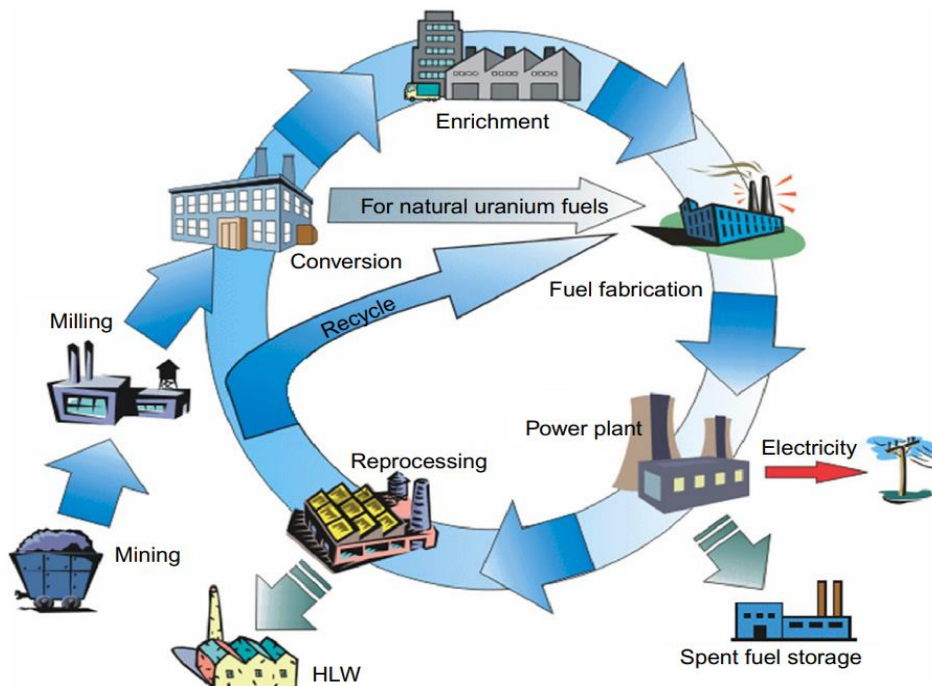 Enrichment
For natural uranium fuels
Conversion
Fuel fabrication
Recycle
Milling
Power plant
Electricity
Reprocessing
Mining
Spent fuel storage
HLW